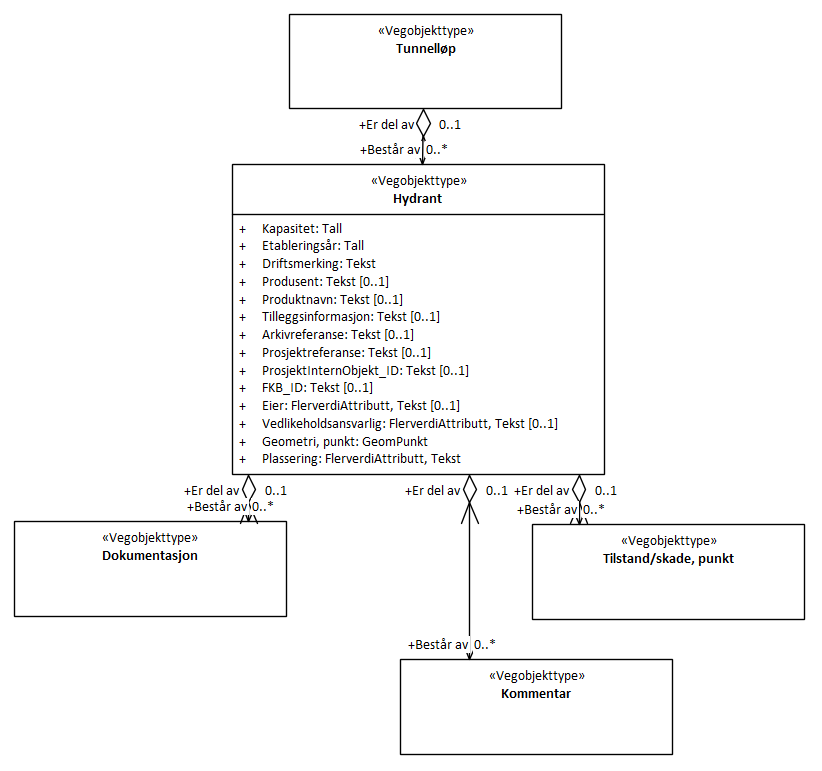 «Vegobjekttype»
Tunnelløp
+Er del av 0..1
+Består av 0..*
«Vegobjekttype»
Hydrant
+ Kapasitet: Tall
+ Etableringsår: Tall
+ Driftsmerking: Tekst
+ Produsent: Tekst [0..1]
+ Produktnavn: Tekst [0..1]
+ Tilleggsinformasjon: Tekst [0..1]
+ Arkivreferanse: Tekst [0..1]
+ Prosjektreferanse: Tekst [0..1]
+ ProsjektInternObjekt_ID: Tekst [0..1]
+ FKB_ID: Tekst [0..1]
+ Eier: FlerverdiAttributt, Tekst [0..1]
+ Vedlikeholdsansvarlig: FlerverdiAttributt, Tekst [0..1]
+ Geometri, punkt: GeomPunkt
+ Plassering: FlerverdiAttributt, Tekst
+Er del av 0..1
+Består av 0..*
«Vegobjekttype»
Dokumentasjon
+Er del av 0..1
+Består av 0..*
«Vegobjekttype»
Kommentar
+Er del av 0..1
+Består av 0..*
«Vegobjekttype»
Tilstand/skade, punkt